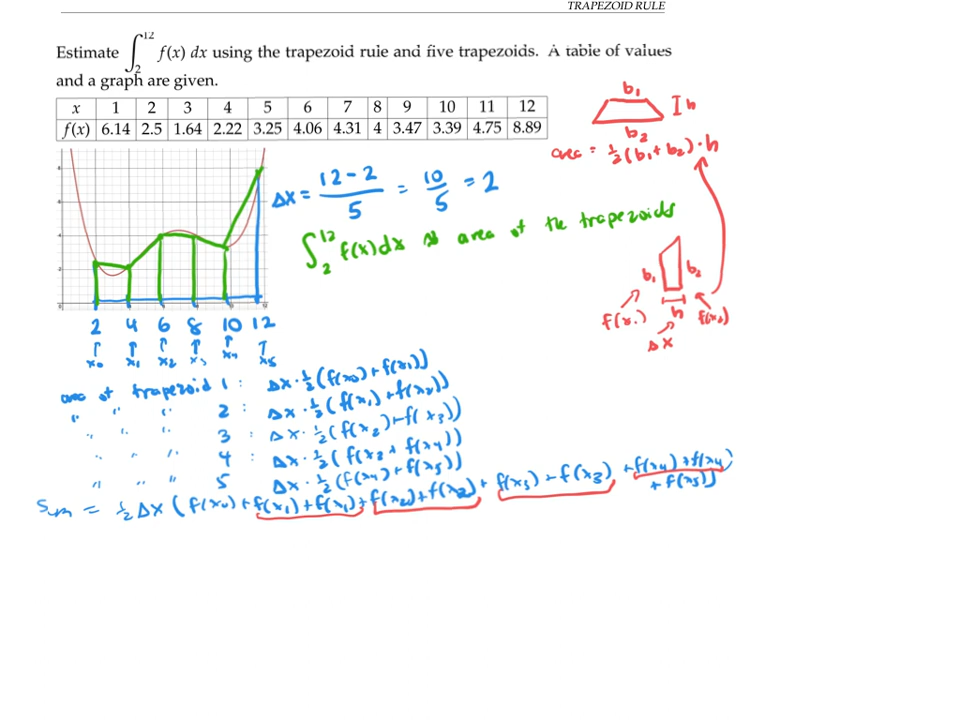 TRAPEZOID RULE
Estimate ∫_2^12 f(x) dx using the trapezoid rule and five trapezoids. A table of values
and a graph are given.
x 1 2 3 4 5 6 7 8 9 10 11 12
f(x) 6.14 2.5 1.64 2.22 3.25 4.06 4.31 4 3.47 3.39 4.75 8.89
b₁
h
b₂
area = ½(b₁+b₂)·h
Δx = (12-2)/5 = 10/5 = 2
∫_2^12 f(x)dx ≈ area of the trapezoids
b₁ b₂
h
Δx
2 4 6 8 10 12
x₀ x₁ x₂ x₃ x₄ x₅
area of trapezoid 1: Δx·½(f(x₀)+f(x₁))
" " " 2: Δx·½(f(x₁)+f(x₂))
" " " 3: Δx·½(f(x₂)+f(x₃))
" " " 4: Δx·½(f(x₃+f(x₄))
" " " 5 Δx·½(f(x₄)+f(x₅))
Sum = ½Δx(f(x₀)+f(x₁)+f(x₁)+f(x₂)+f(x₂)+f(x₃)+f(x₃)+f(x₄)+f(x₄)
+f(x₅))